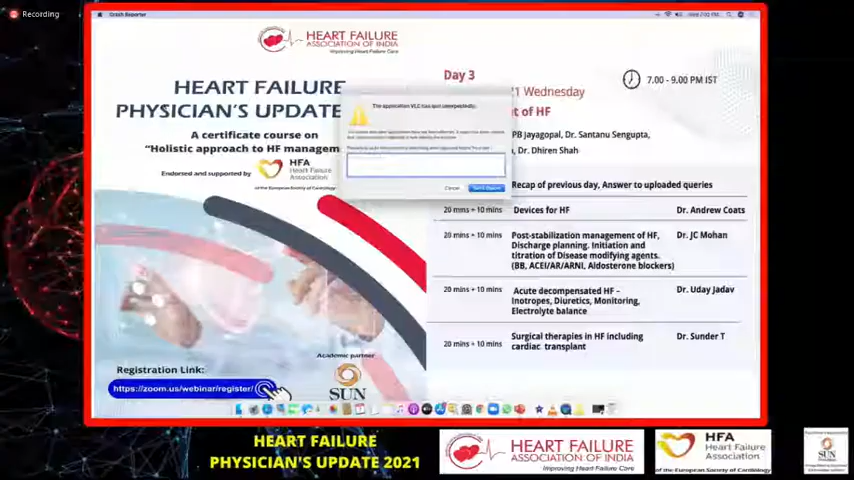 Recording
Crash Reporter
HEART FAILURE
ASSOCIATION OF INDIA
Improving Heart Failure Care
HEART FAILURE
PHYSICIAN'S UPDATE
A certificate course on
"Holistic approach to HF managem
Endorsed and supported by
HFA
Heart Failure
Association
of the European Society of Cardiology
Day 3
21 Wednesday
7.00 - 9.00 PM IST
t of HF
PB Jayagopal, Dr. Santanu Sengupta,
, Dr. Dhiren Shah
The application VLC has quit unexpectedly.
Cancel
Recap of previous day, Answer to uploaded queries
20 mins + 10 mins Devices for HF Dr. Andrew Coats
20 mins + 10 mins Post-stabilization management of HF, Dr. JC Mohan
Discharge planning. Initiation and
titration of Disease modifying agents.
(BB, ACEI/AR/ARNI, Aldosterone blockers)
20 mins + 10 mins Acute decompensated HF – Dr. Uday Jadav
Inotropes, Diuretics, Monitoring,
Electrolyte balance
20 mins + 10 mins Surgical therapies in HF including Dr. Sunder T
cardiac transplant
Registration Link:
https://zoom.us/webinar/register/
Academic partner
SUN
HEART FAILURE
PHYSICIAN'S UPDATE 2021
HEART FAILURE
ASSOCIATION OF INDIA
Improving Heart Failure Care
HFA
Heart Failure
Association
of the European Society of Cardiology
SUN